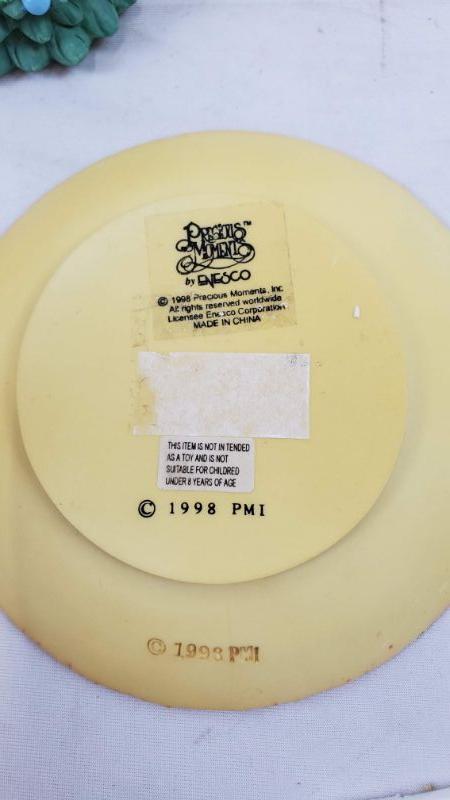 PRECIOUS™
MOMENTS
by ENESCO
© 1998 Precious Moments, Inc.
All rights reserved worldwide
Licensee Enesco Corporation
MADE IN CHINA
THIS ITEM IS NOT IN TENDED
AS A TOY AND IS NOT
SUITABLE FOR CHILDRED
UNDER 8 YEARS OF AGE
© 1998 PMI
© 1998 PMI